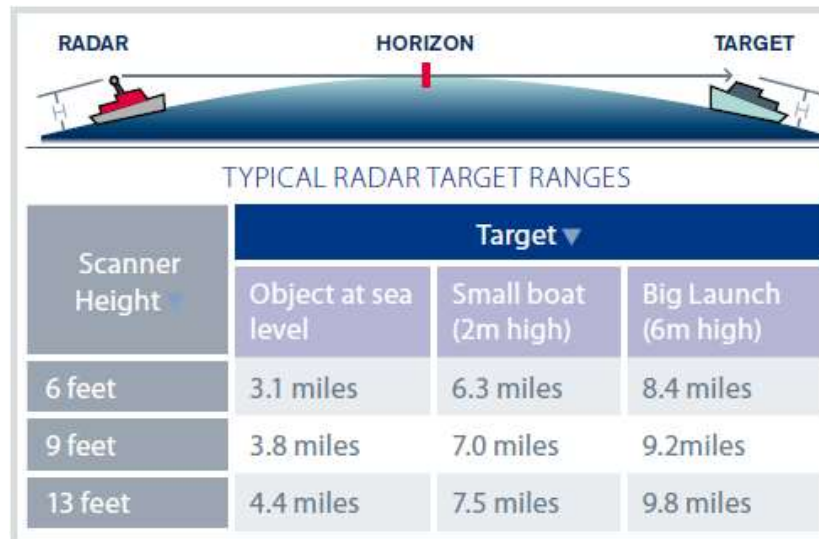 RADAR HORIZON TARGET
H H
TYPICAL RADAR TARGET RANGES
Scanner
Height ▼
Target ▼
Object at sea
level
Small boat
(2m high)
Big Launch
(6m high)
6 feet 3.1 miles 6.3 miles 8.4 miles
9 feet 3.8 miles 7.0 miles 9.2miles
13 feet 4.4 miles 7.5 miles 9.8 miles